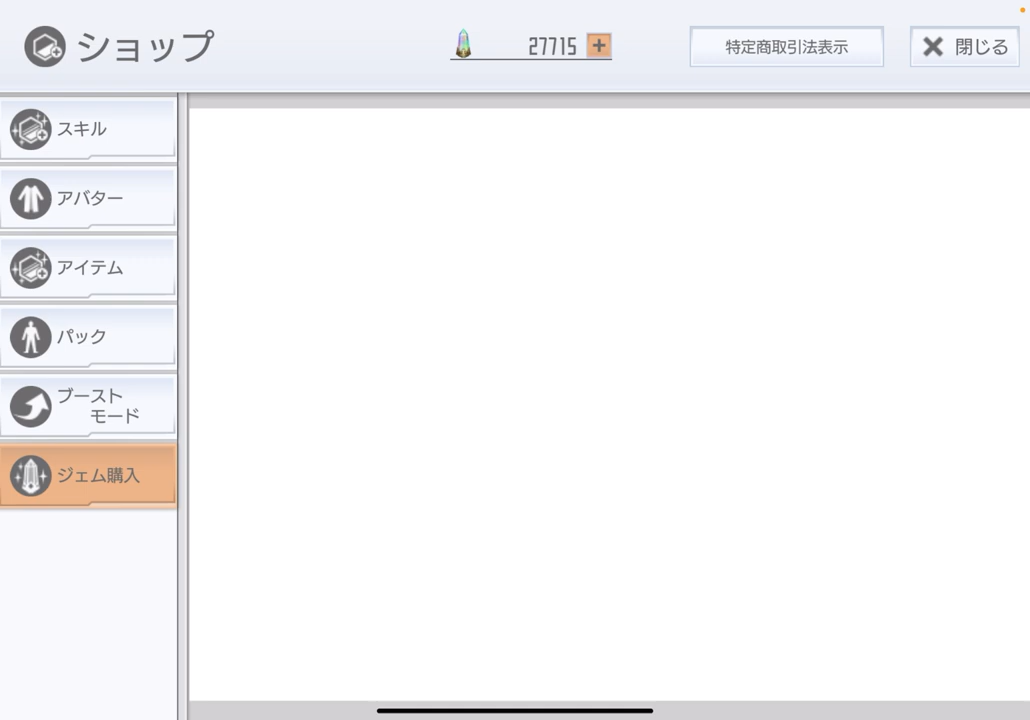 ショップ
27715
特定商取引法表示
閉じる
スキル
アバター
アイテム
パック
ブースト
モード
ジェム購入